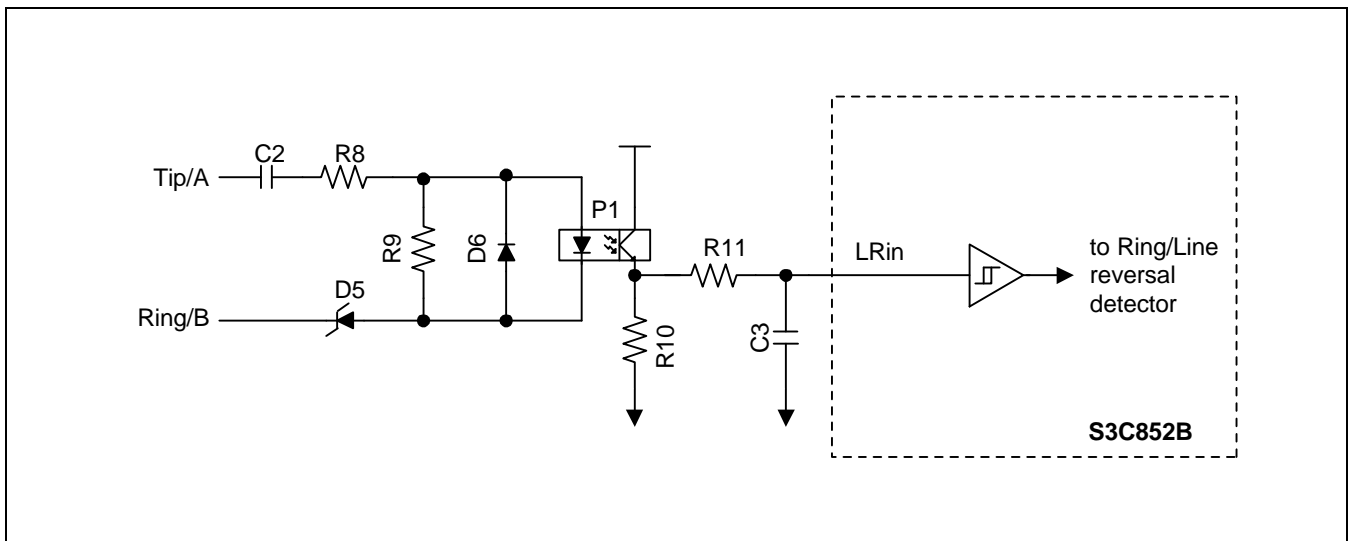 C2
R8
Tip/A
P1
R9
D6
R11
LRin
to Ring/Line
reversal
detector
D5
Ring/B
R10
C3
S3C852B